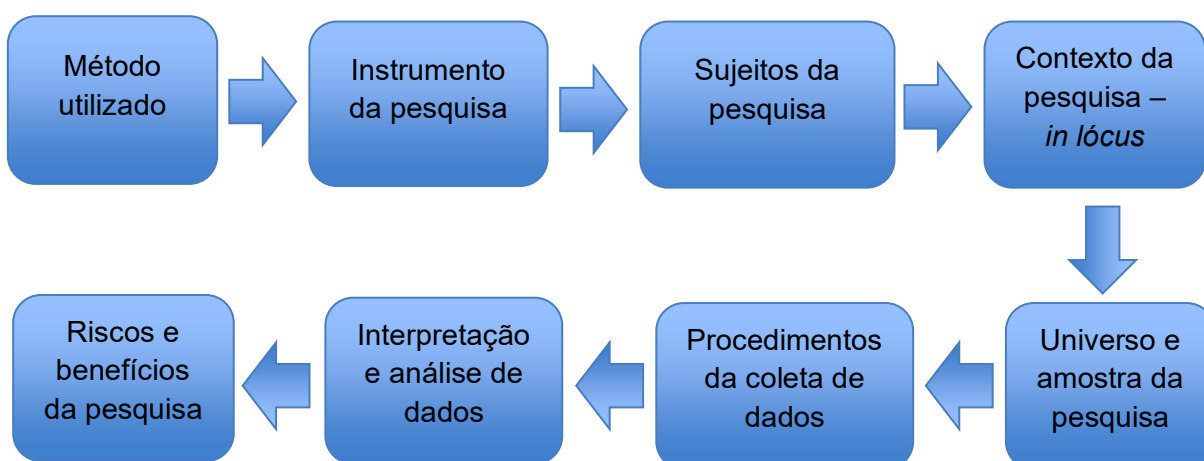 Método
utilizado
Instrumento
da pesquisa
Sujeitos da
pesquisa
Contexto da
pesquisa –
in lócus
Universo e
amostra da
pesquisa
Procedimentos
da coleta de
dados
Interpretação
e análise de
dados
Riscos e
benefícios
da pesquisa